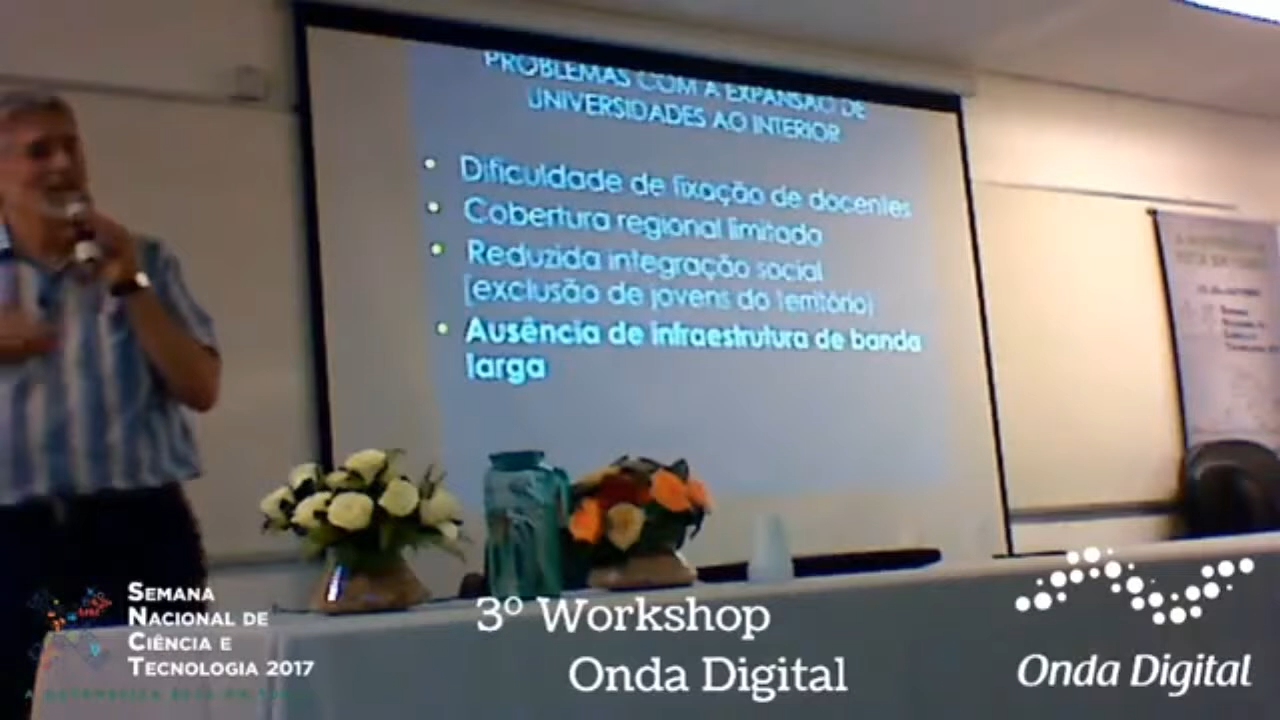 PROBLEMAS COM A EXPANSÃO DE
UNIVERSIDADES AO INTERIOR
• Dificuldade de fixação de docentes
• Cobertura regional limitada
• Reduzida integração social
(exclusão de jovens do território)
• Ausência de infraestrutura de banda
larga
SEMANA
NACIONAL DE
CIÊNCIA E
TECNOLOGIA 2017
3º Workshop
Onda Digital
Onda Digital